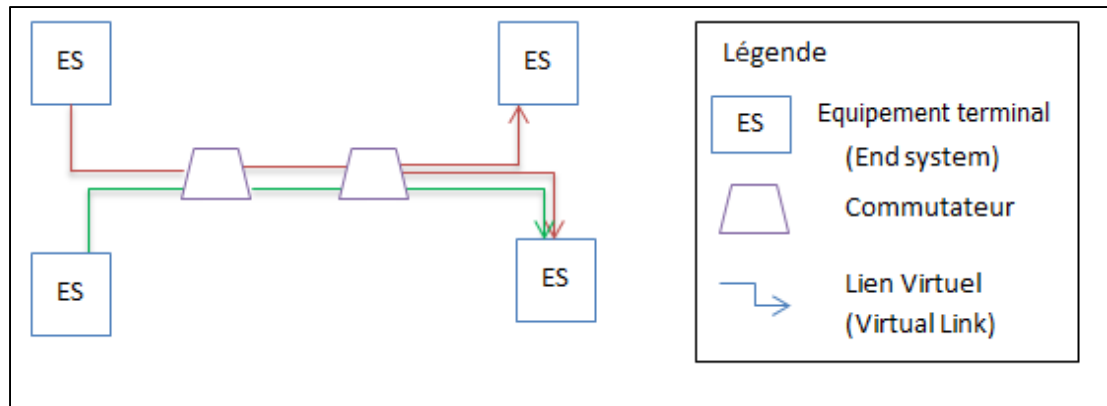 ES
ES
ES
ES
Légende
ES
Equipement terminal
(End system)
Commutateur
Lien Virtuel
(Virtual Link)